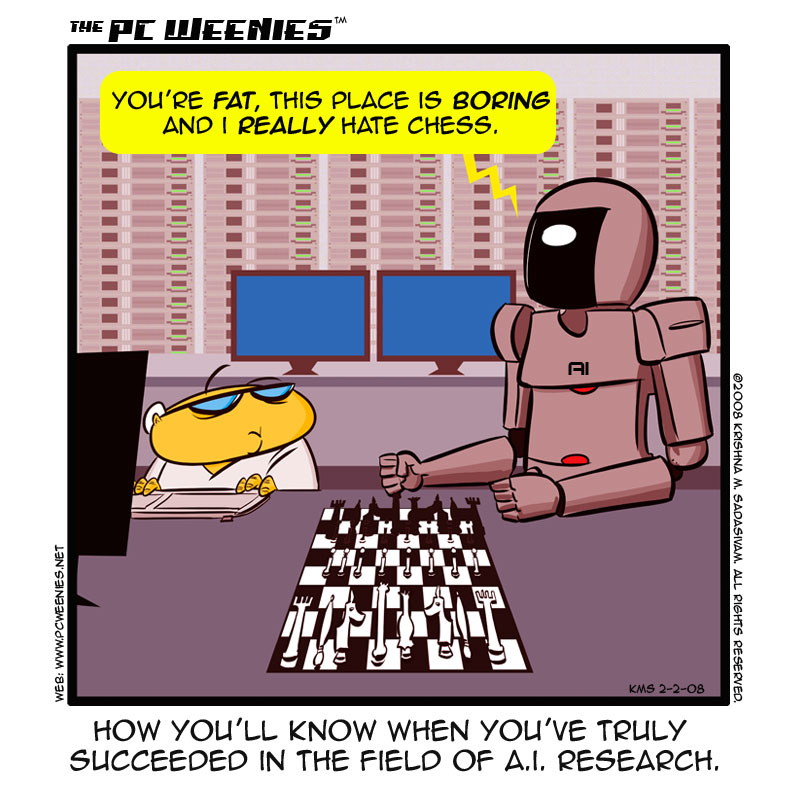 THE PC WEENIES™
YOU'RE FAT, THIS PLACE IS BORING
AND I REALLY HATE CHESS.
AI
©2008 KRISHNA M. SADASIVAM. ALL RIGHTS RESERVED.
WEB: WWW.PCWEENIES.NET
KMS 2-2-08
HOW YOU'LL KNOW WHEN YOU'VE TRULY
SUCCEEDED IN THE FIELD OF A.I. RESEARCH.